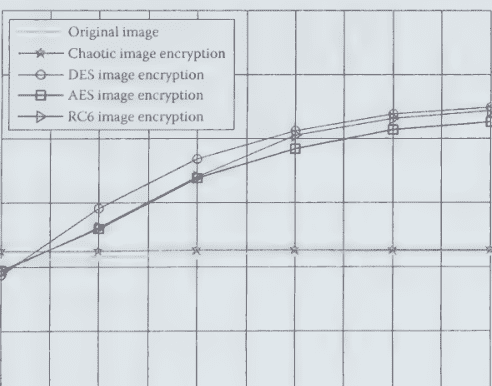 Original image
Chaotic image encryption
DES image encryption
AES image encryption
RC6 image encryption